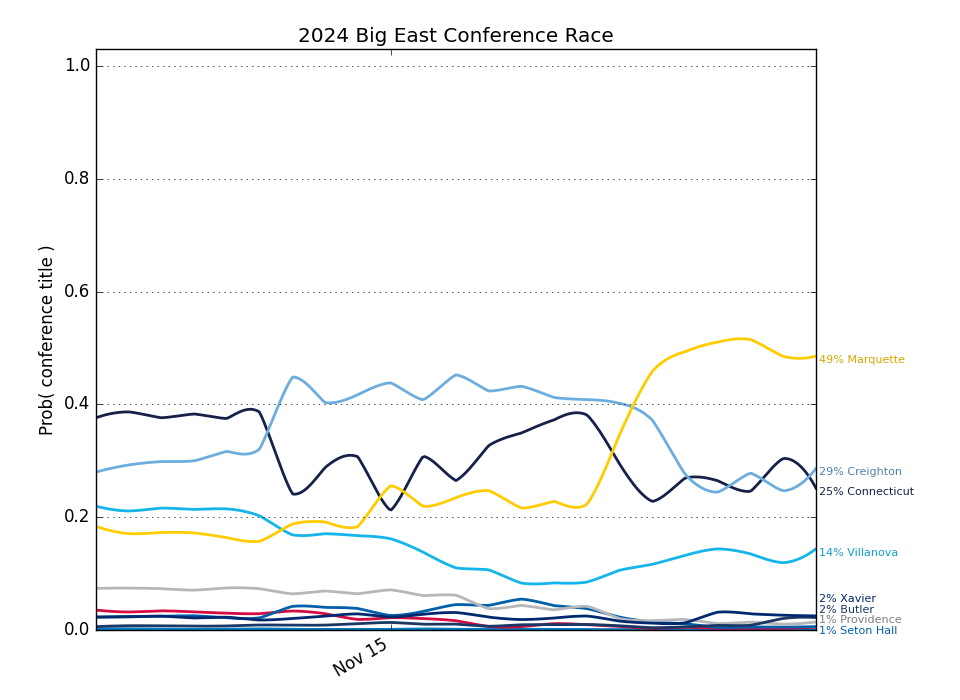 2024 Big East Conference Race
Prob( conference title )
1.0
0.8
0.6
0.4
0.2
0.0
Nov 15
49% Marquette
29% Creighton
25% Connecticut
14% Villanova
2% Xavier
2% Butler
1% Providence
1% Seton Hall